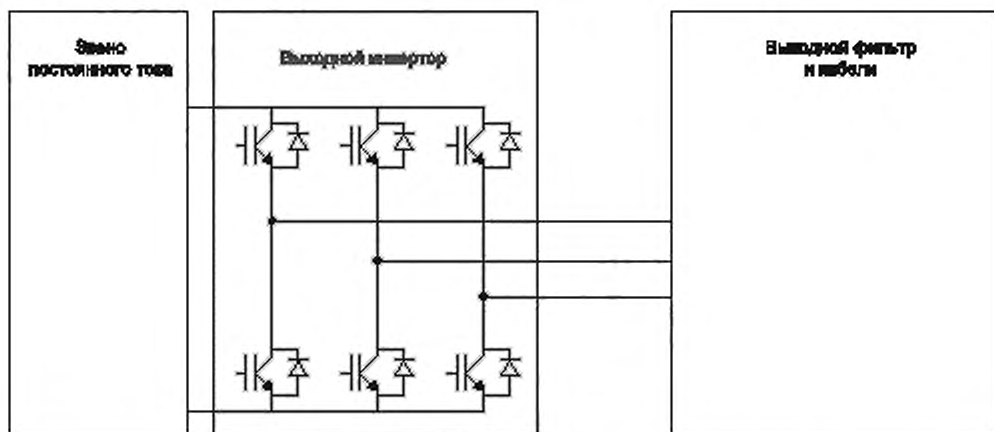 Звено
постоянного тока
Выходной инвертор
Выходной фильтр
и кабели